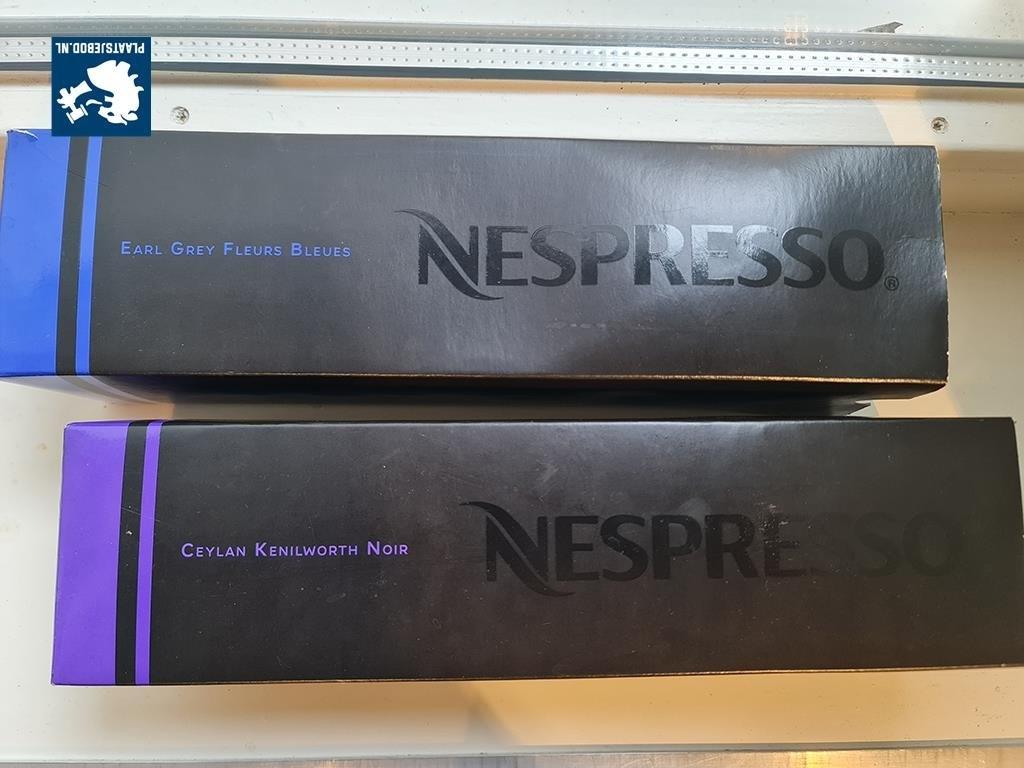 PLAATSJEBOD.NL
EARL GREY FLEURS BLEUES
NESPRESSO®
CEYLAN KENILWORTH NOIR
NESPRESSO